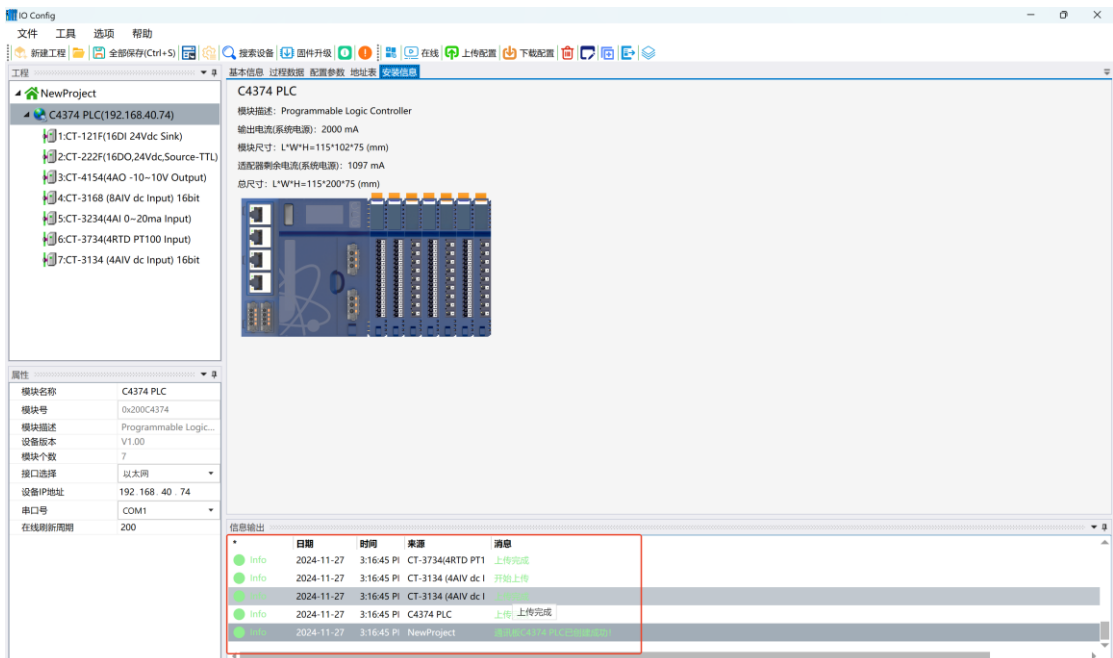 IO Config
文件 工具 选项 帮助
新建工程 全部保存(Ctrl+S) 搜索设备 固件升级 在线 上传配置 下载配置
工程
NewProject
C4374 PLC(192.168.40.74)
1:CT-121F(16DI 24Vdc Sink)
2:CT-222F(16DO,24Vdc,Source-TTL)
3:CT-4154(4AO -10~10V Output)
4:CT-3168 (8AIV dc Input) 16bit
5:CT-3234(4AI 0~20ma Input)
6:CT-3734(4RTD PT100 Input)
7:CT-3134 (4AIV dc Input) 16bit
基本信息 过程数据 配置参数 地址表 安装信息
C4374 PLC
模块描述: Programmable Logic Controller
输出电流(系统电源): 2000 mA
模块尺寸: L*W*H=115*102*75 (mm)
适配器剩余电流(系统电源): 1097 mA
总尺寸: L*W*H=115*200*75 (mm)
属性
模块名称 C4374 PLC
模块号 0x200C4374
模块描述 Programmable Logic...
设备版本 V1.00
模块个数 7
接口选择 以太网
设备IP地址 192.168.40.74
串口号 COM1
在线刷新周期 200
信息输出
* 日期 时间 来源 消息
Info 2024-11-27 3:16:45 PI CT-3734(4RTD PT1 上传完成
Info 2024-11-27 3:16:45 PI CT-3134 (4AIV dc I 开始上传
Info 2024-11-27 3:16:45 PI CT-3134 (4AIV dc I
Info 2024-11-27 3:16:45 PI C4374 PLC 上传
上传完成
Info 2024-11-27 3:16:45 PI NewProject 通讯板C4374 PLC已创建成功!